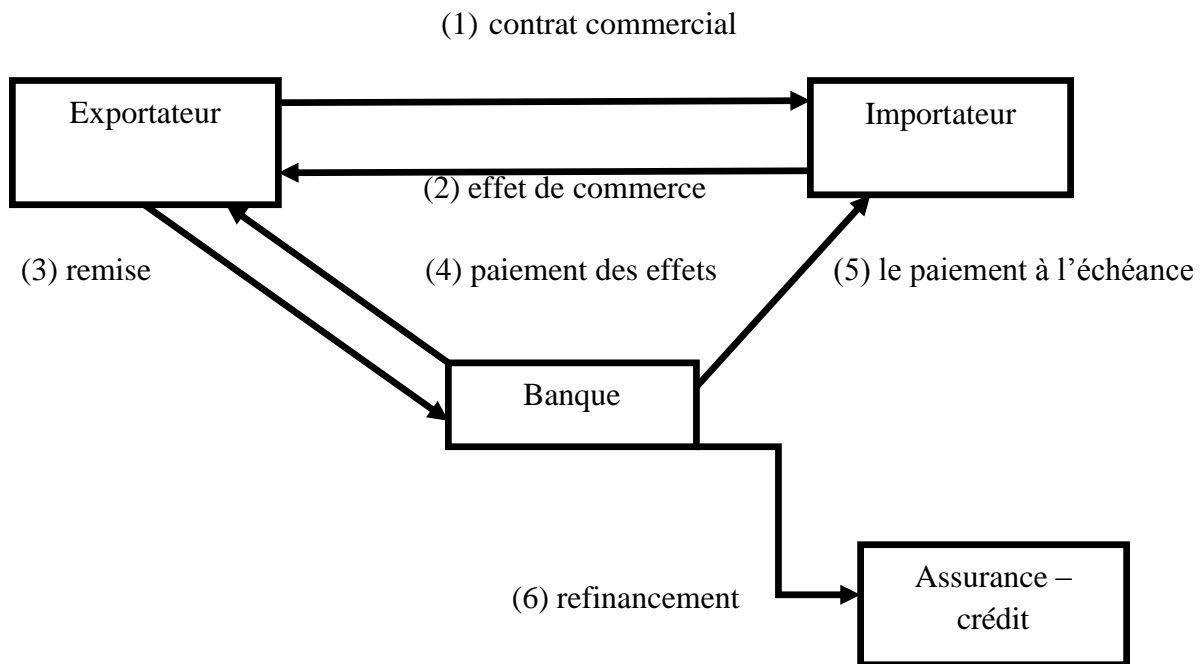 (1) contrat commercial
Exportateur
Importateur
(2) effet de commerce
(3) remise
(4) paiement des effets
(5) le paiement à l’échéance
Banque
(6) refinancement
Assurance –
crédit